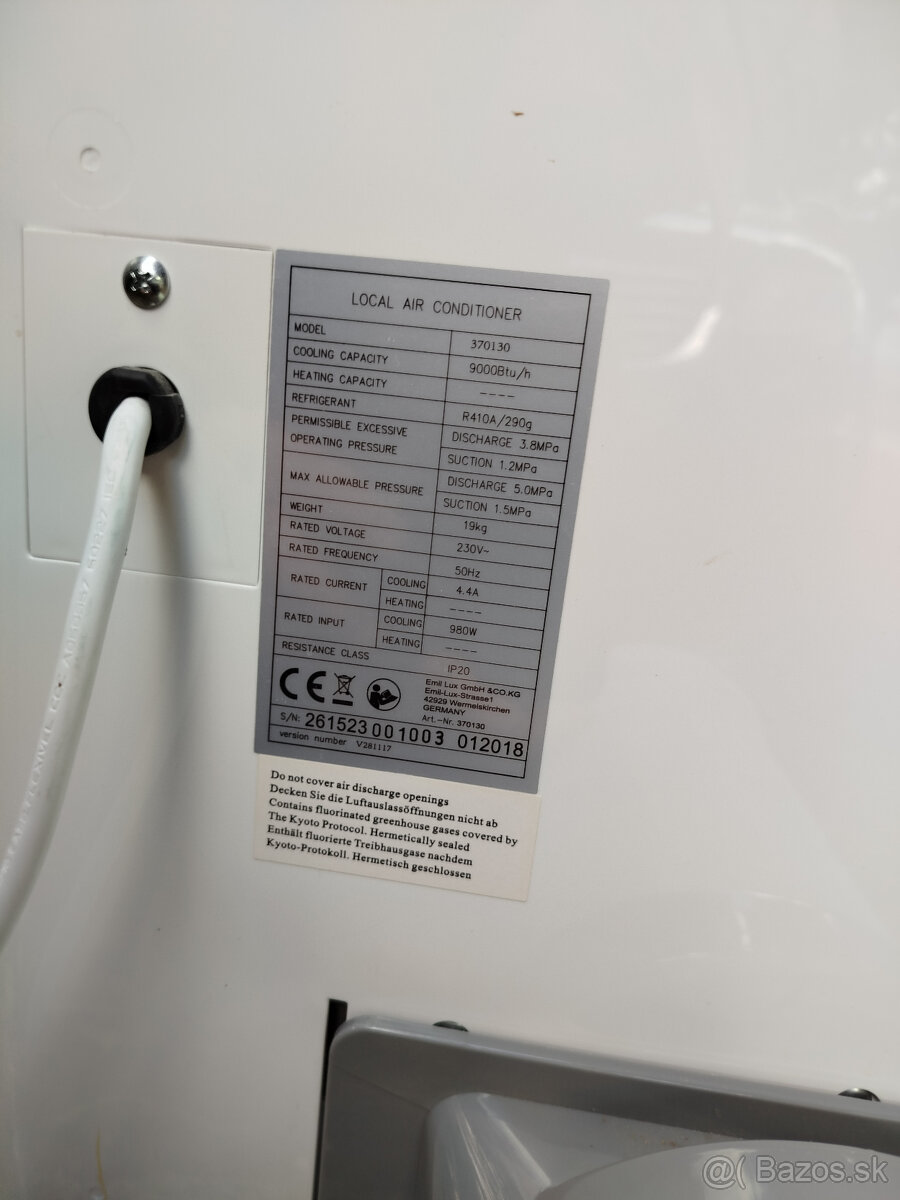 LOCAL AIR CONDITIONER
MODEL 370130
COOLING CAPACITY 9000Btu/h
HEATING CAPACITY ----
REFRIGERANT R410A/290g
PERMISSIBLE EXCESSIVE OPERATING PRESSURE DISCHARGE 3.8MPa
SUCTION 1.2MPa
MAX ALLOWABLE PRESSURE DISCHARGE 5.0MPa
SUCTION 1.5MPa
WEIGHT 19kg
RATED VOLTAGE 230V~
RATED FREQUENCY 50Hz
RATED CURRENT COOLING 4.4A
HEATING ----
RATED INPUT COOLING 980W
HEATING ----
RESISTANCE CLASS IP20
CE
Emil Lux GmbH &CO.KG
Emil-Lux-Strasse1
42929 Wermelskirchen
GERMANY
Art.-Nr. 370130
S/N: 261523 001003 012018
version number V281117
Do not cover air discharge openings
Decken Sie die Luftauslassöffnungen nicht ab
Contains fluorinated greenhouse gases covered by
The Kyoto Protocol. Hermetically sealed
Enthält fluorierte Treibhausgase nachdem
Kyoto-Protokoll. Hermetisch geschlossen
@( Bazos.sk